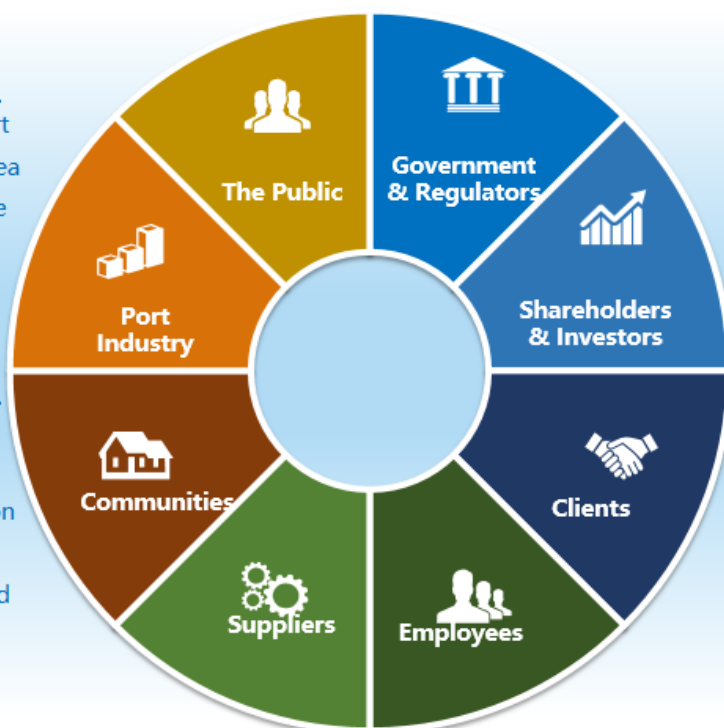 The Public
Government
& Regulators
Port
Industry
Shareholders
& Investors
Communities
Clients
Suppliers
Employees